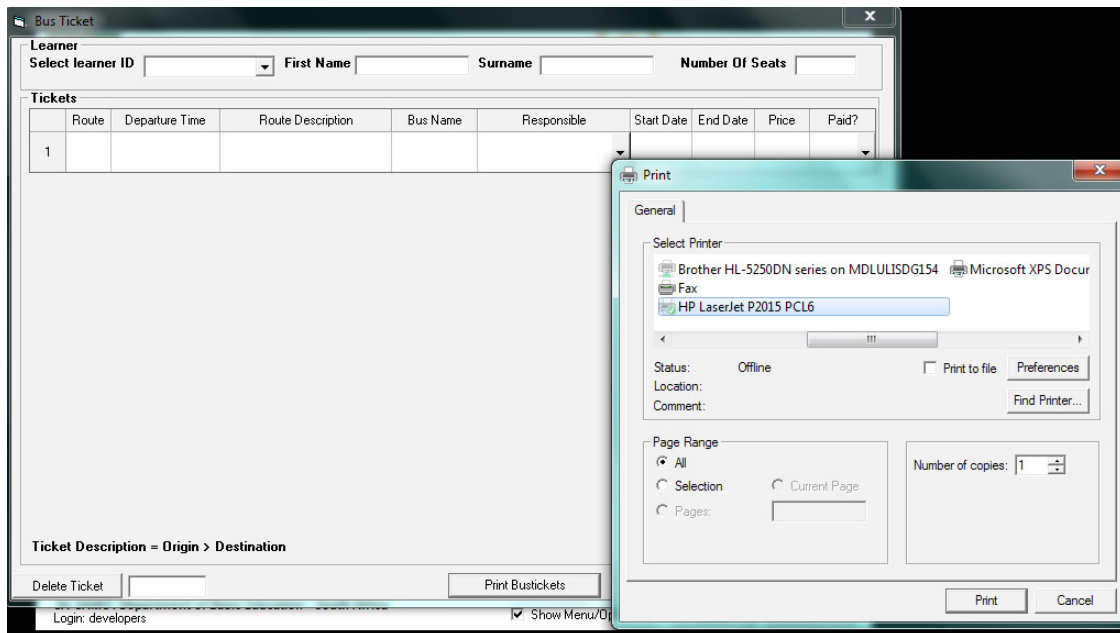 Bus Ticket
Learner
Select learner ID First Name Surname Number Of Seats
Tickets
Route Departure Time Route Description Bus Name Responsible Start Date End Date Price Paid?
1
Print
General
Select Printer
Brother HL-5250DN series on MDLULISDG154 Microsoft XPS Docur
Fax
HP LaserJet P2015 PCL6
Status: Offline
Print to file Preferences
Location:
Comment:
Find Printer...
Page Range
All
Number of copies: 1
Selection Current Page
Pages:
Ticket Description = Origin > Destination
Delete Ticket Print Bustickets
Print Cancel
Login: developers
Show Menu/Op